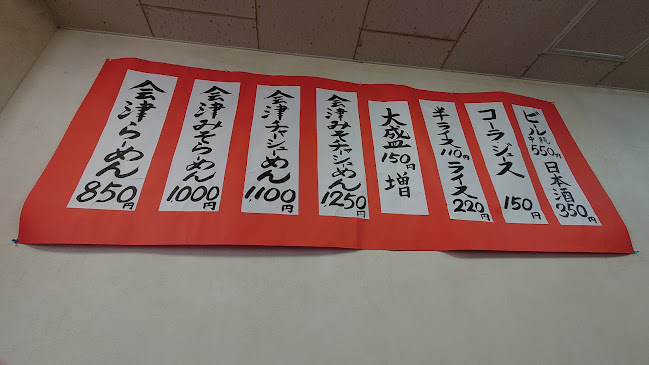 会津らーめん
850円
会津みそらーめん
1000円
会津チャーシューめん
1100円
会津みそチャーシューめん
1250円
大盛
150円
増
半ライス
110円
ライス
220円
コーラジュース
150円
ビール
中瓶
550円
日本酒
350円